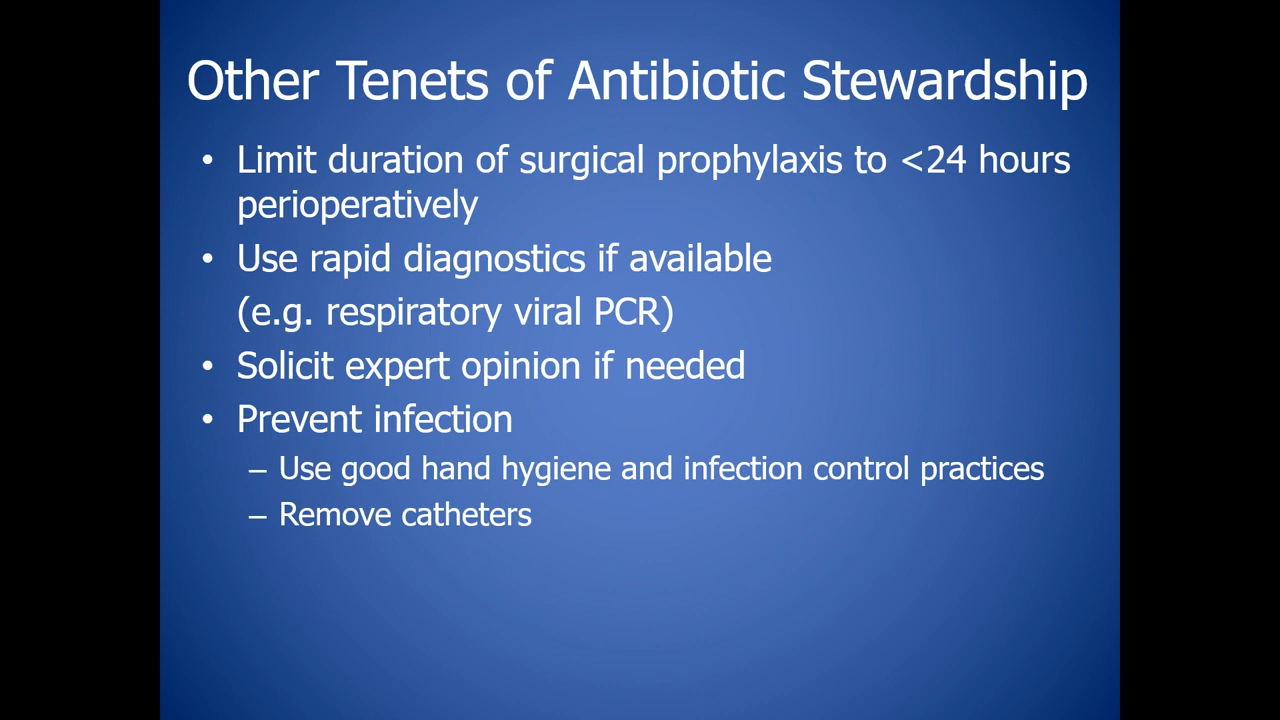 Other Tenets of Antibiotic Stewardship
• Limit duration of surgical prophylaxis to <24 hours
perioperatively
• Use rapid diagnostics if available
(e.g. respiratory viral PCR)
• Solicit expert opinion if needed
• Prevent infection
– Use good hand hygiene and infection control practices
– Remove catheters